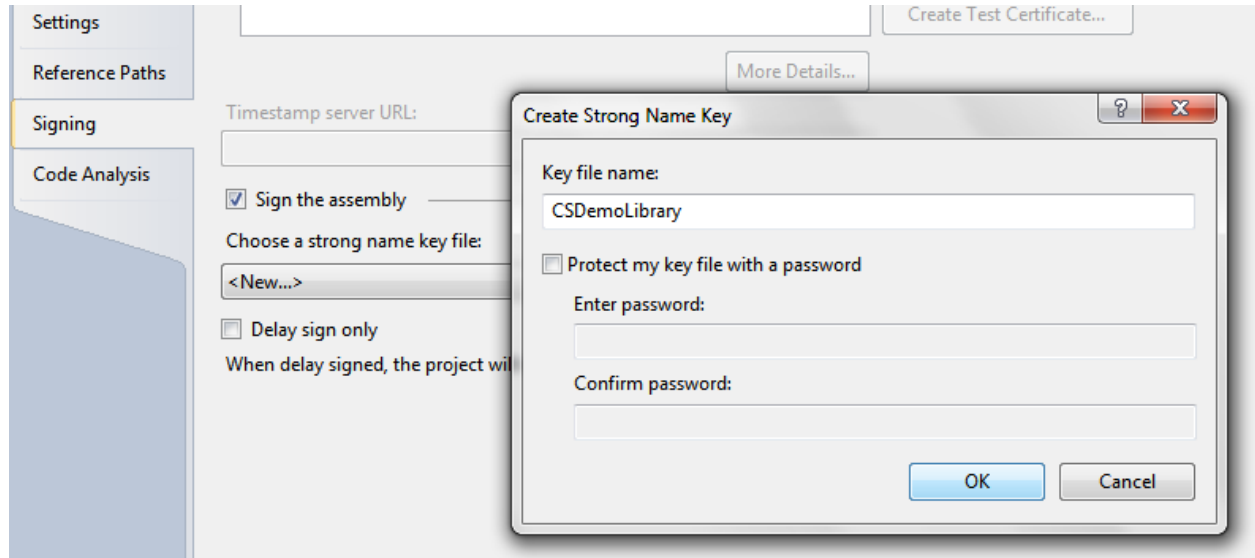 Settings
Reference Paths
Signing
Code Analysis
Create Test Certificate...
More Details...
Timestamp server URL:
Sign the assembly
Choose a strong name key file:
<New...>
Delay sign only
When delay signed, the project wil
Create Strong Name Key
Key file name:
CSDemoLibrary
Protect my key file with a password
Enter password:
Confirm password:
OK
Cancel